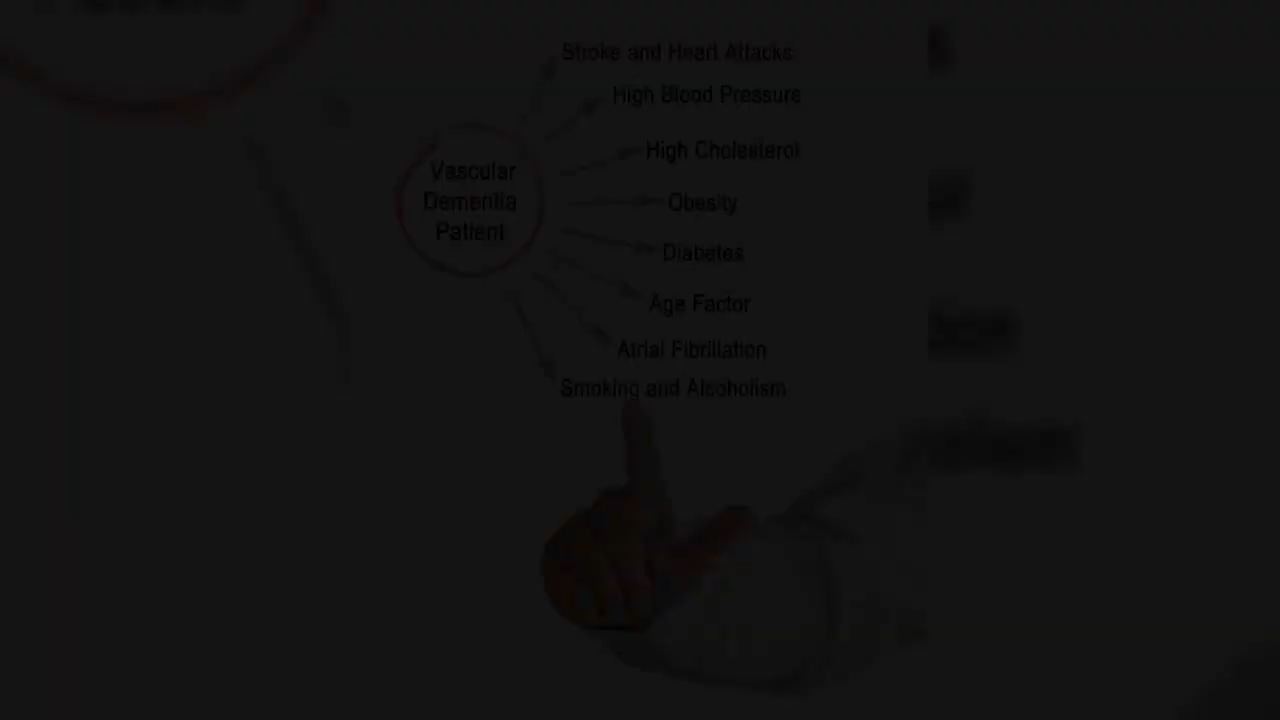 Stroke and Heart Attacks
High Blood Pressure
High Cholesterol
Vascular
Dementia
Patient
Obesity
Diabetes
Age Factor
Atrial Fibrillation
Smoking and Alcoholism